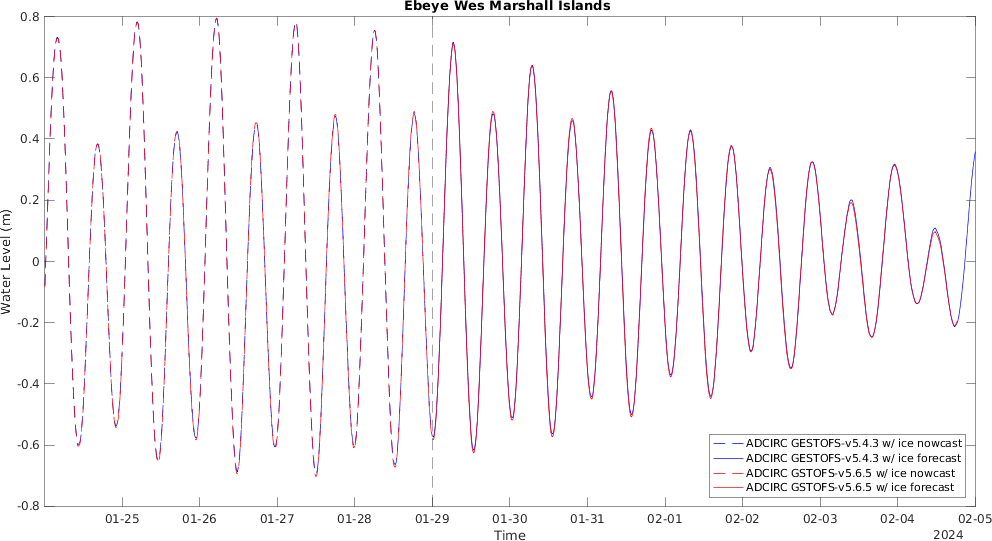 Ebeye Wes Marshall Islands
0.8
0.6
0.4
0.2
0
-0.2
-0.4
-0.6
-0.8
Water Level (m)
ADCIRC GESTOFS-v5.4.3 w/ ice nowcast
ADCIRC GESTOFS-v5.4.3 w/ ice forecast
ADCIRC GSTOFS-v5.6.5 w/ ice nowcast
ADCIRC GSTOFS-v5.6.5 w/ ice forecast
01-25 01-26 01-27 01-28 01-29 01-30 01-31 02-01 02-02 02-03 02-04 02-05
Time
2024